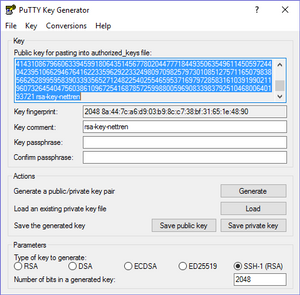 PuTTY Key Generator
File Key Conversions Help
Key
Public key for pasting into authorized_keys file:
93721 rsa-key-nettren
Key fingerprint: 2048 8a:44:7c:a6:d9:03:b9:8c:c7:38:bf:31:65:1e:48:90
Key comment: rsa-key-nettren
Key passphrase:
Confirm passphrase:
Actions
Generate a public/private key pair Generate
Load an existing private key file Load
Save the generated key Save public key Save private key
Parameters
Type of key to generate:
RSA DSA ECDSA ED25519 SSH-1 (RSA)
Number of bits in a generated key: 2048